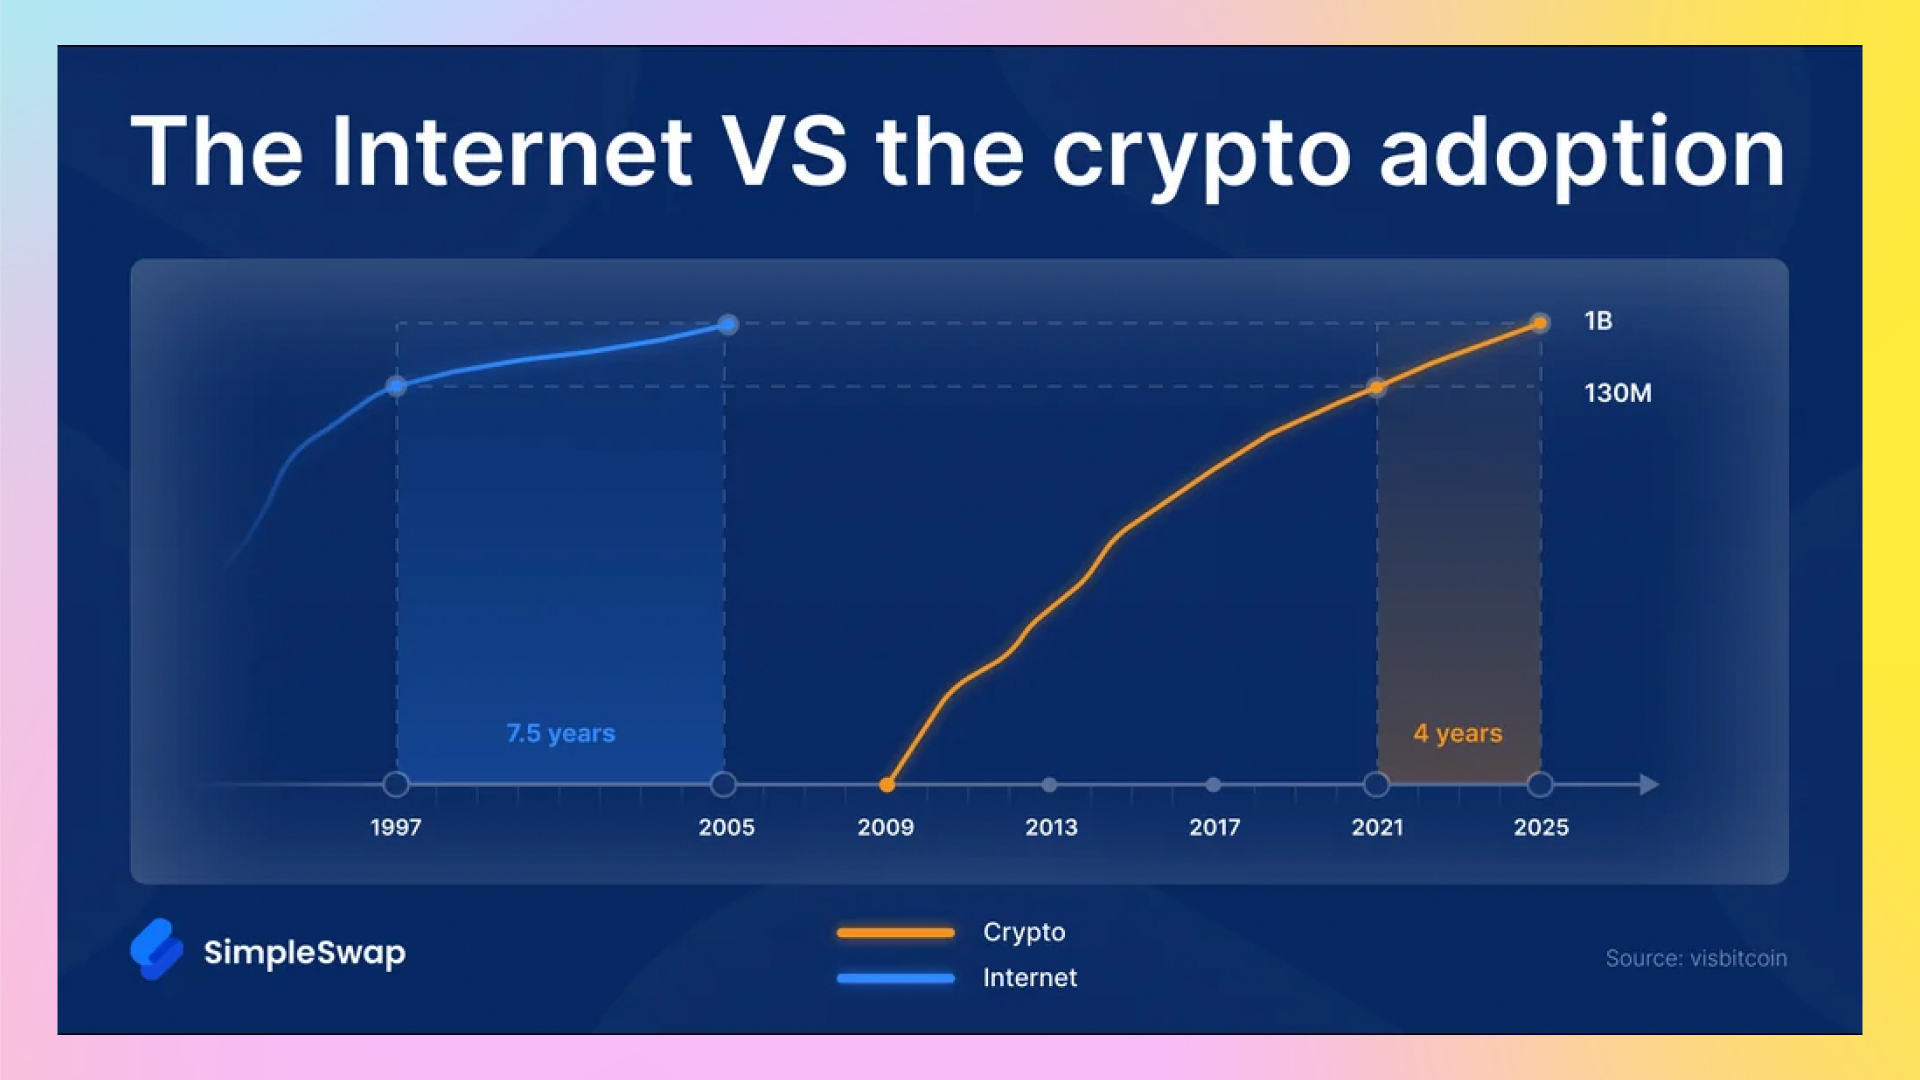 The Internet VS the crypto adoption
1B
130M
7.5 years
4 years
1997
2005
2009
2013
2017
2021
2025
SimpleSwap
Crypto
Internet
Source: visbitcoin